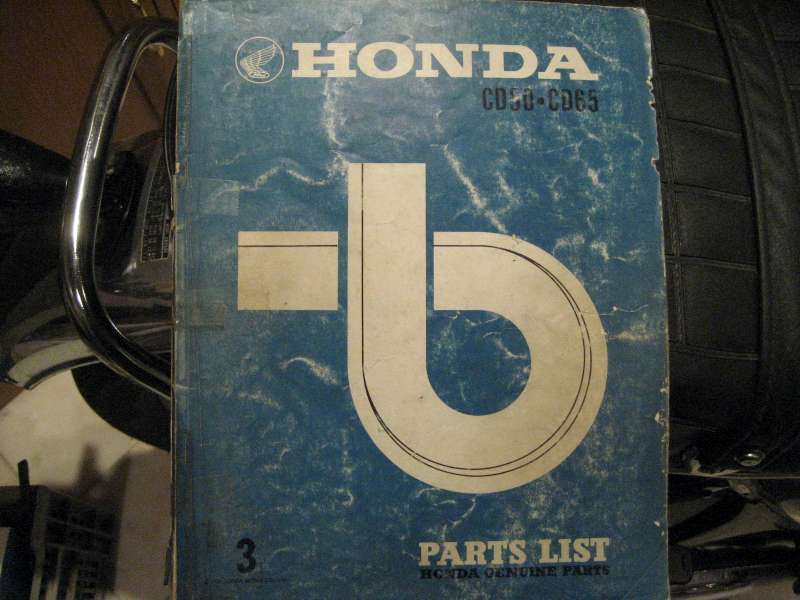 HONDA
CD50•CD65
3
PARTS LIST
HONDA GENUINE PARTS